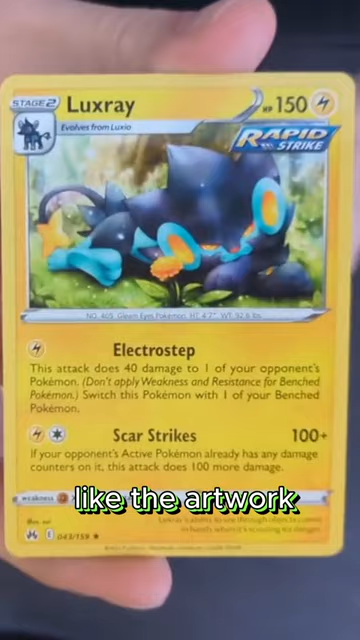 STAGE2 Luxray HP 150
Evolves from Luxio
RAPID STRIKE
NO. 405 Gleam Eyes Pokémon HT: 4'7" WT: 92.6 lbs
Electrostep
This attack does 40 damage to 1 of your opponent's
Pokémon. (Don't apply Weakness and Resistance for Benched
Pokémon.) Switch this Pokémon with 1 of your Benched
Pokémon.
Scar Strikes 100+
If your opponent's Active Pokémon already has any damage
counters on it, this attack does 100 more damage.
weakness
like the artwork
E 043/159 ★